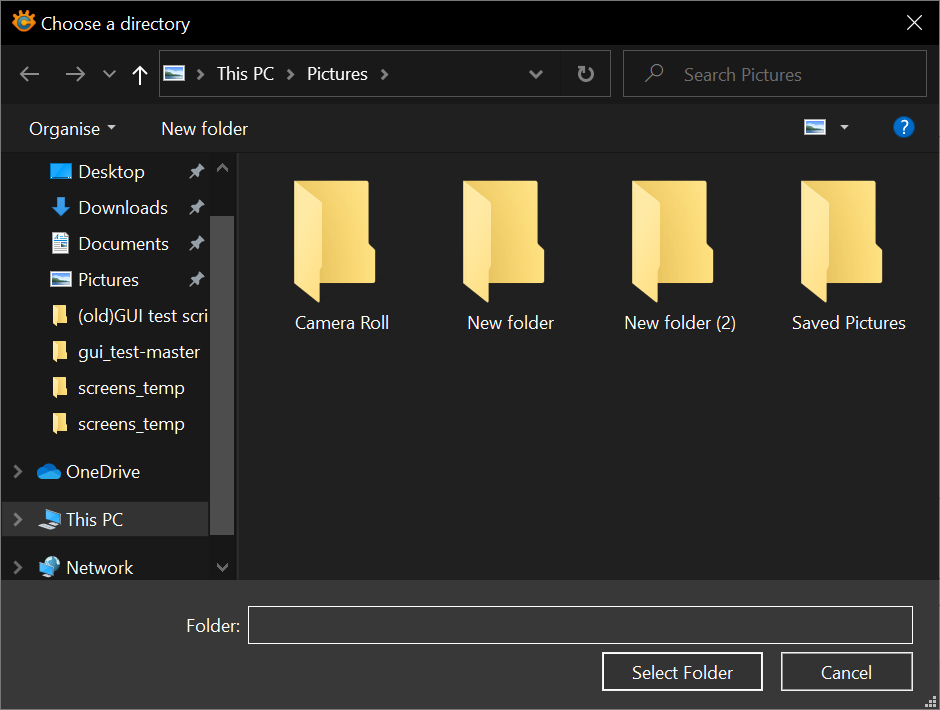 Choose a directory
This PC
Pictures
Search Pictures
Organise
New folder
?
Desktop
Downloads
Documents
Pictures
(old)GUI test scri
gui_test-master
screens_temp
screens_temp
OneDrive
This PC
Network
Camera Roll
New folder
New folder (2)
Saved Pictures
Folder:
Select Folder
Cancel